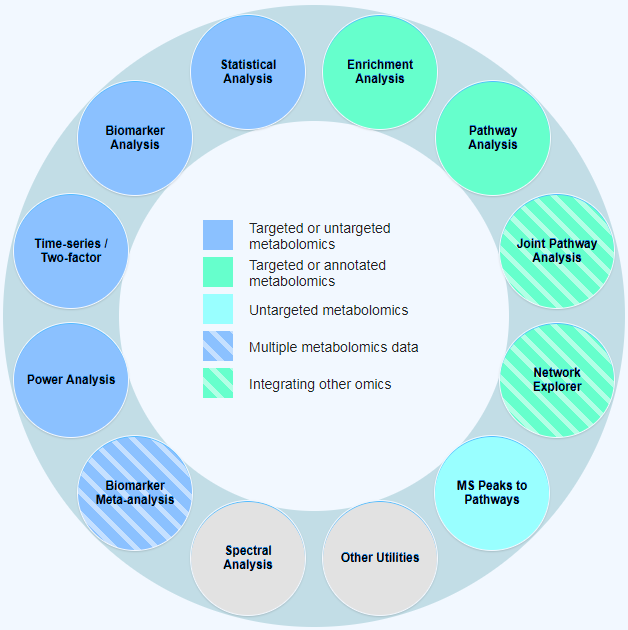 Statistical
Analysis
Enrichment
Analysis
Biomarker
Analysis
Pathway
Analysis
Time-series /
Two-factor
Joint Pathway
Analysis
Targeted or untargeted
metabolomics
Targeted or annotated
metabolomics
Untargeted metabolomics
Multiple metabolomics data
Integrating other omics
Power Analysis
Network
Explorer
Biomarker
Meta-analysis
MS Peaks to
Pathways
Spectral
Analysis
Other Utilities